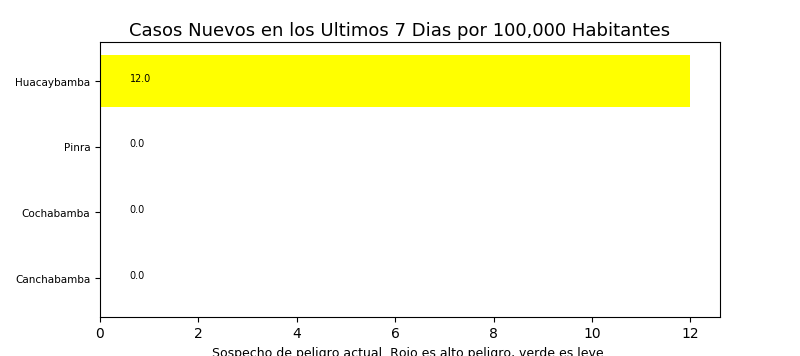 Casos Nuevos en los Ultimos 7 Dias por 100,000 Habitantes
Huacaybamba 12.0
Pinra 0.0
Cochabamba 0.0
Canchabamba 0.0
0 2 4 6 8 10 12
Sospecho de peligro actual. Rojo es alto peligro, verde es leve